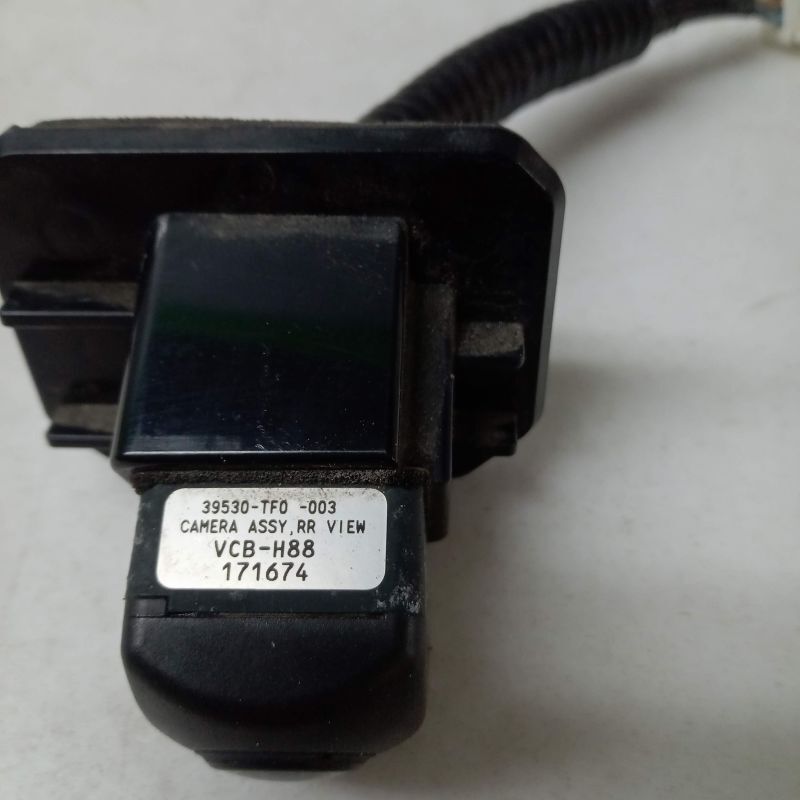 39530-TF0 -003
CAMERA ASSY,RR VIEW
VCB-H88
171674